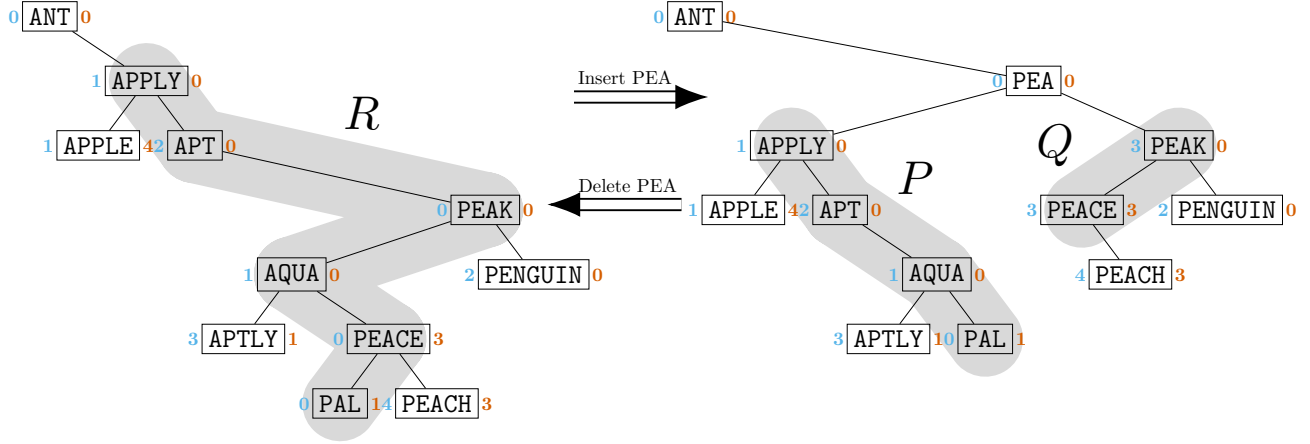 0 ANT 0
1 APPLY 0
R
1 APPLE 4
2 APT 0
0 PEAK 0
1 AQUA 0
2 PENGUIN 0
3 APTLY 1
0 PEACE 3
0 PAL 1
4 PEACH 3
Insert PEA
Delete PEA
0 ANT 0
0 PEA 0
1 APPLY 0
Q
3 PEAK 0
P
1 APPLE 4
2 APT 0
3 PEACE 3
2 PENGUIN 0
1 AQUA 0
4 PEACH 3
3 APTLY 1
0 PAL 1